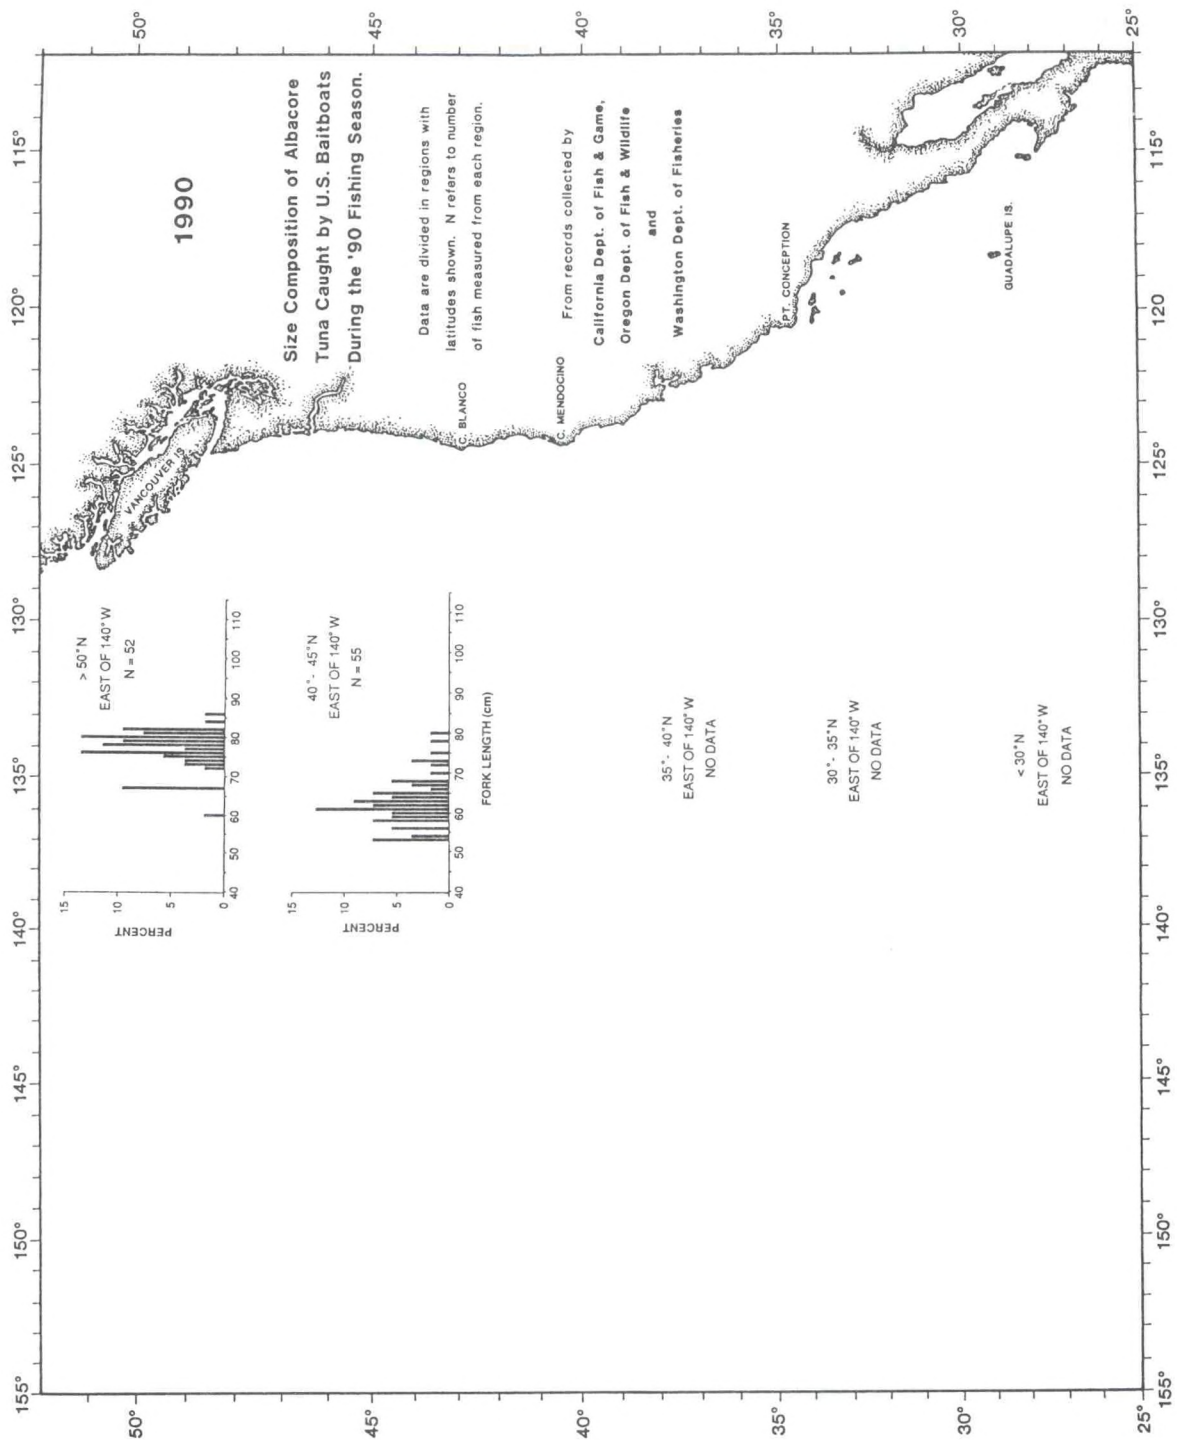 1990
Size Composition of Albacore
Tuna Caught by U.S. Baitboats
During the '90 Fishing Season.
Data are divided in regions with
latitudes shown. N refers to number
of fish measured from each region.
From records collected by
California Dept. of Fish & Game,
Oregon Dept. of Fish & Wildlife
and
Washington Dept. of Fisheries
155° 150° 145° 140° 135° 130° 125° 120° 115°
50° 50°
45° 45°
40° 40°
35° 35°
30° 30°
25° 25°
155° 150° 145° 140° 135° 130° 125° 120 115°
VANCOUVER IS
C. BLANCO
C. MENDOCINO
PT. CONCEPTION
GUADALUPE IS.
> 50°N
EAST OF 140°W
N = 52
PERCENT
15
10
5
0
40 50 60 70 80 90 100 110
40°- 45°N
EAST OF 140°W
N = 55
PERCENT
15
10
5
0
40 50 60 70 80 90 100 110
FORK LENGTH (cm)
35°- 40°N
EAST OF 140°W
NO DATA
30°- 35°N
EAST OF 140°W
NO DATA
< 30°N
EAST OF 140°W
NO DATA